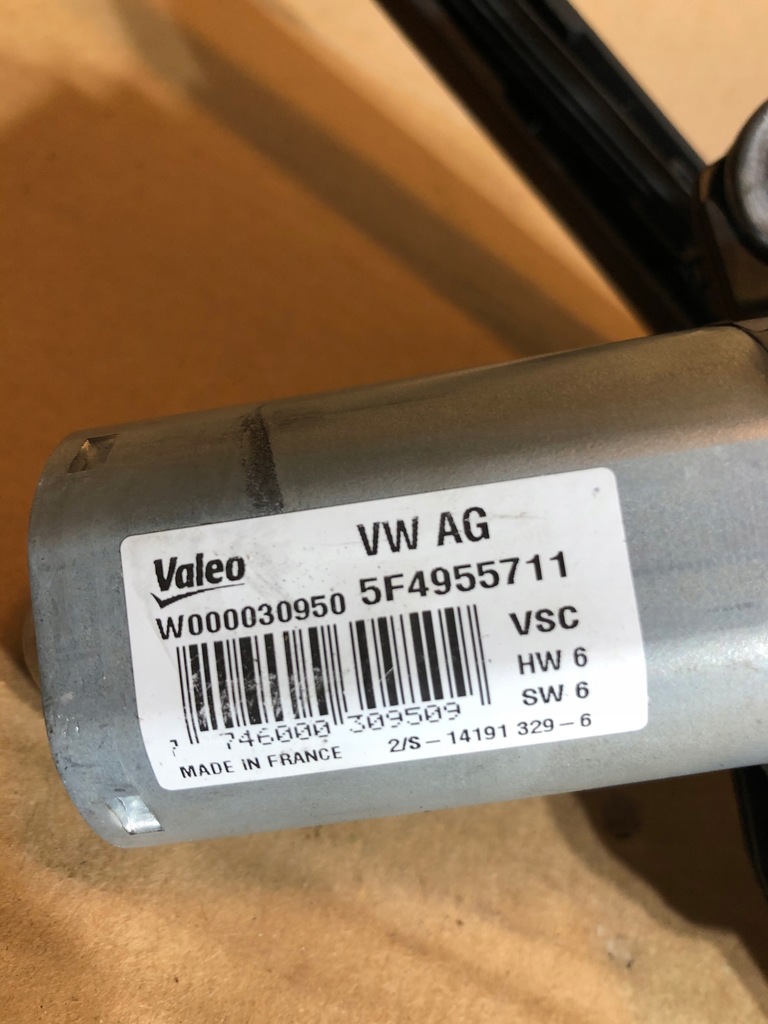 VW AG
Valeo
W000030950 5F4955711
VSC
HW 6
SW 6
7 746000 309509
MADE IN FRANCE 2/S-14191 329-6